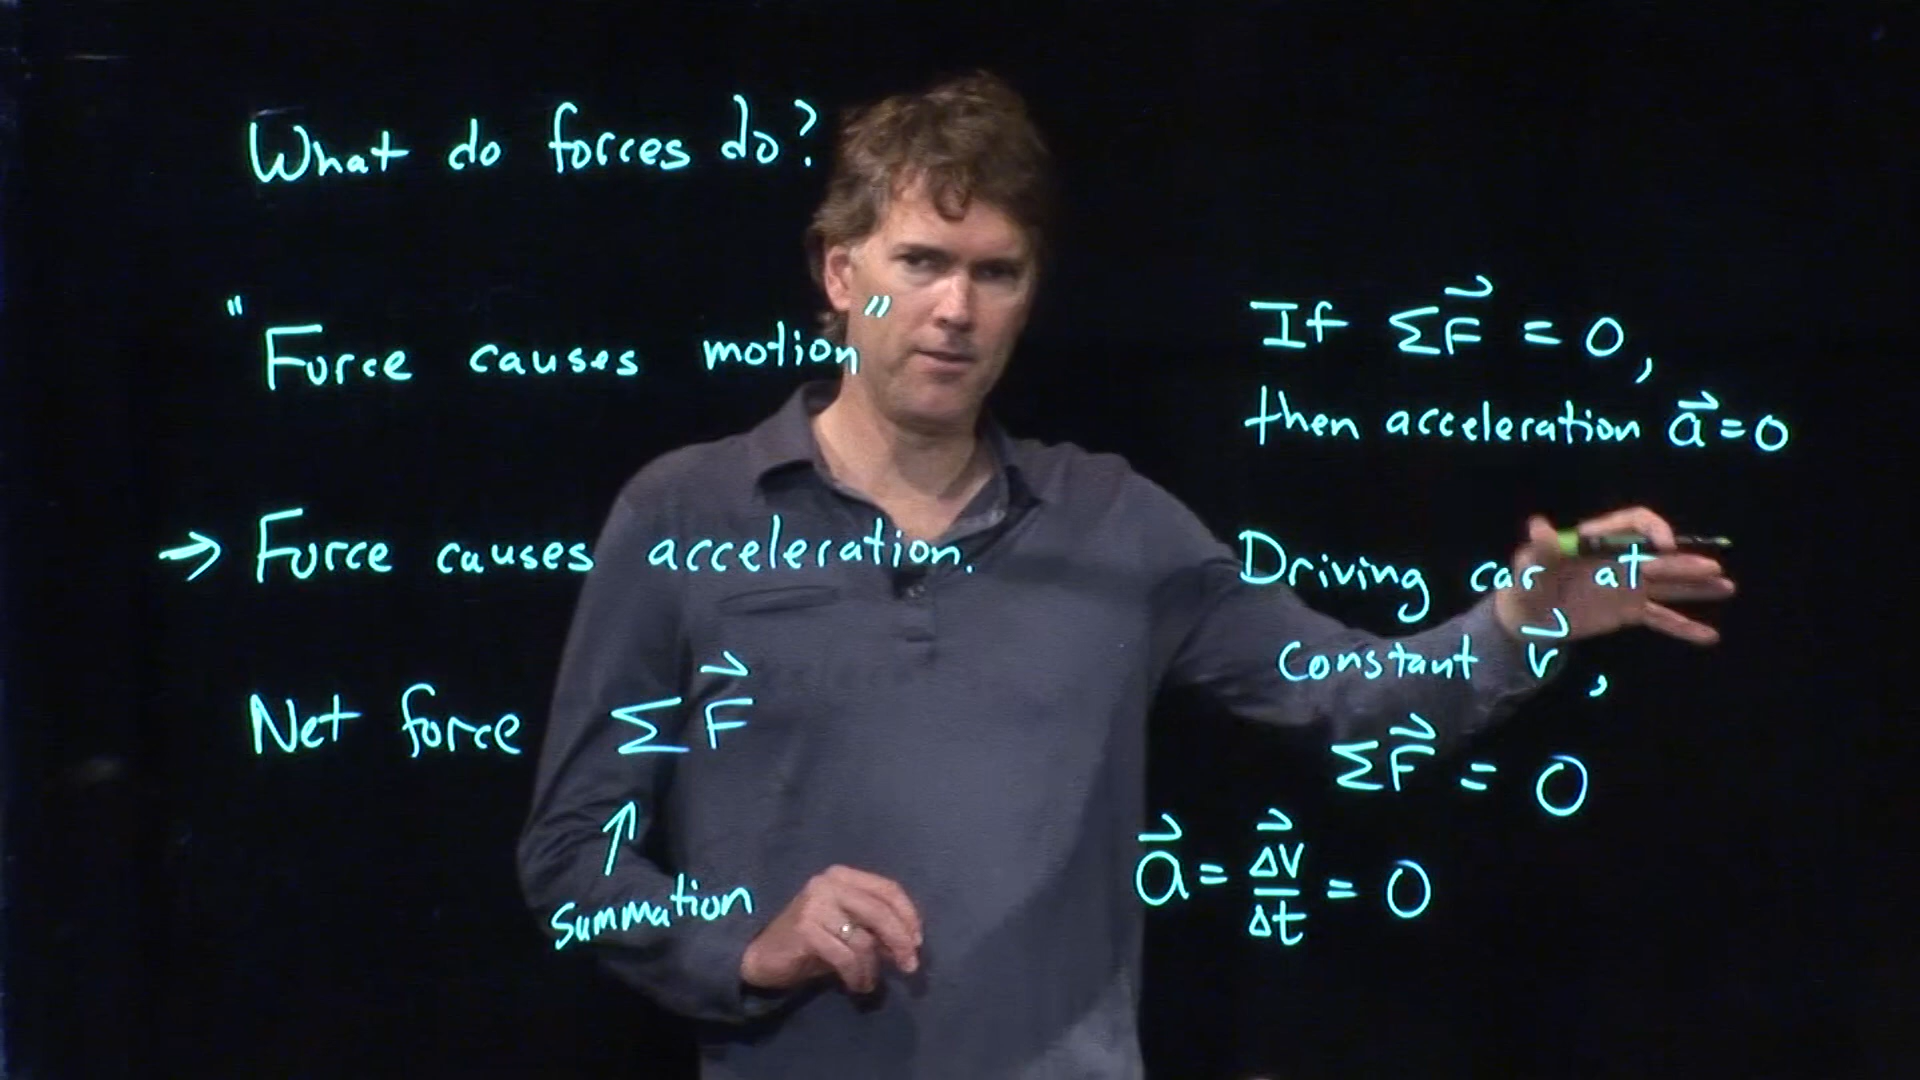 What do forces do?
"Force causes motion"
→ Force causes acceleration.
Net force Σ F⃗
↑
summation
If ΣF⃗ = 0,
then acceleration a⃗ = 0
Driving car at
constant v⃗,
ΣF⃗ = 0
a⃗ = Δv⃗/Δt = 0